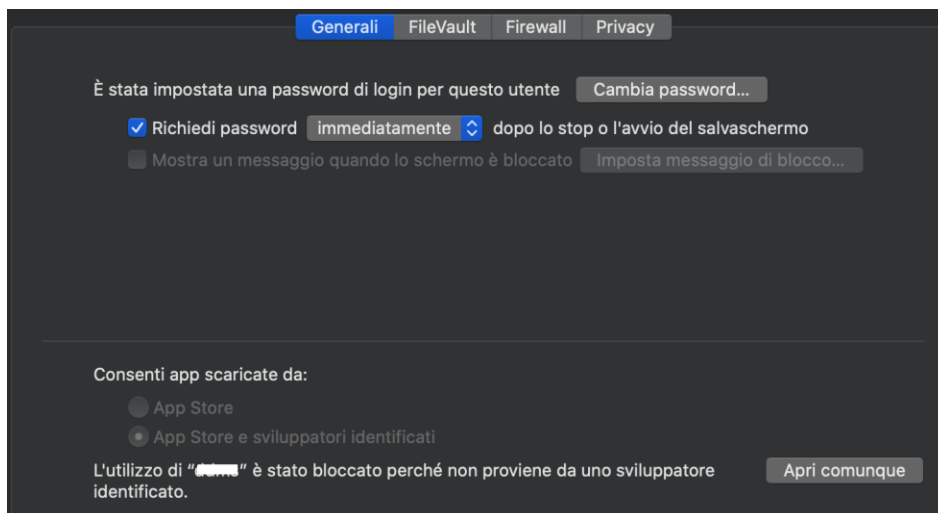 Generali FileVault Firewall Privacy
È stata impostata una password di login per questo utente Cambia password...
Richiedi password immediatamente dopo lo stop o l'avvio del salvaschermo
Mostra un messaggio quando lo schermo è bloccato Imposta messaggio di blocco...
Consenti app scaricate da:
App Store
App Store e sviluppatori identificati
L'utilizzo di “ ” è stato bloccato perché non proviene da uno sviluppatore Apri comunque
identificato.